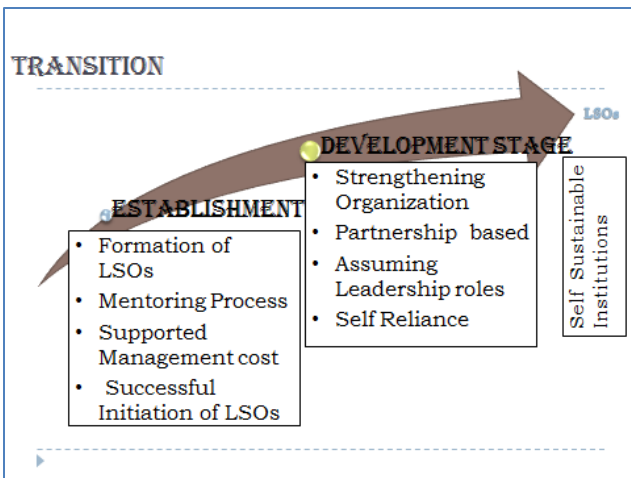 TRANSITION
LSOs
DEVELOPMENT STAGE
• Strengthening
Organization
• Partnership based
• Assuming
Leadership roles
• Self Reliance
Self Sustainable
Institutions
ESTABLISHMENT
• Formation of
LSOs
• Mentoring Process
• Supported
Management cost
• Successful
Initiation of LSOs